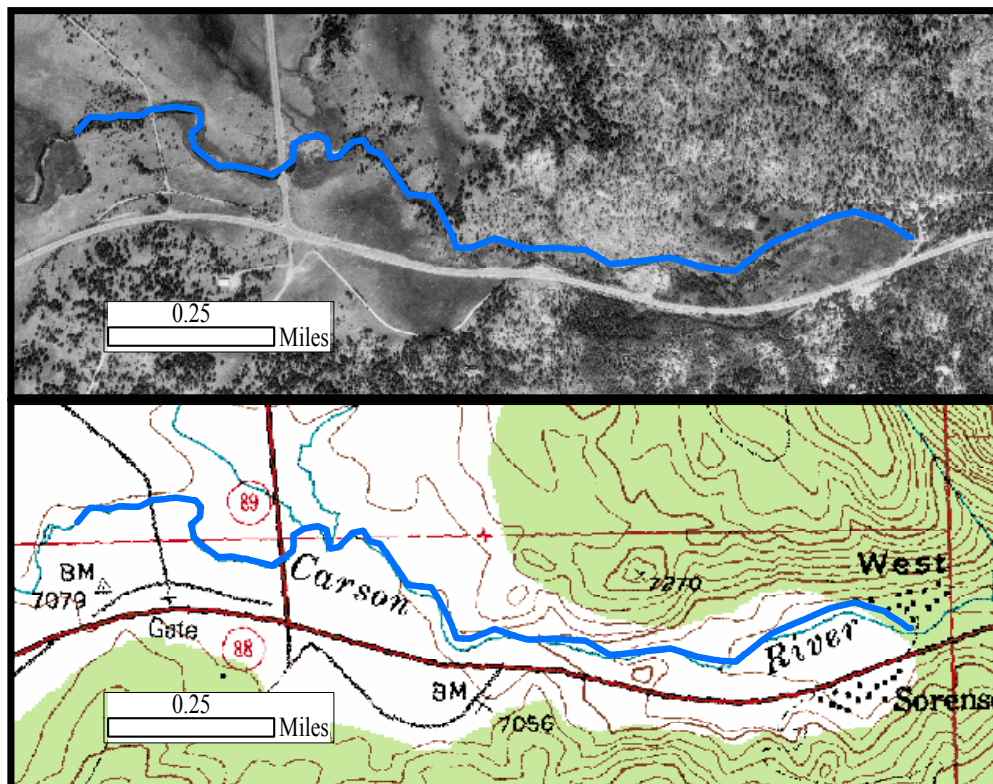 0.25
Miles
89
Carson
West
7270
BM
7079
Gate
88
River
BM
7056
Sorens
0.25
Miles